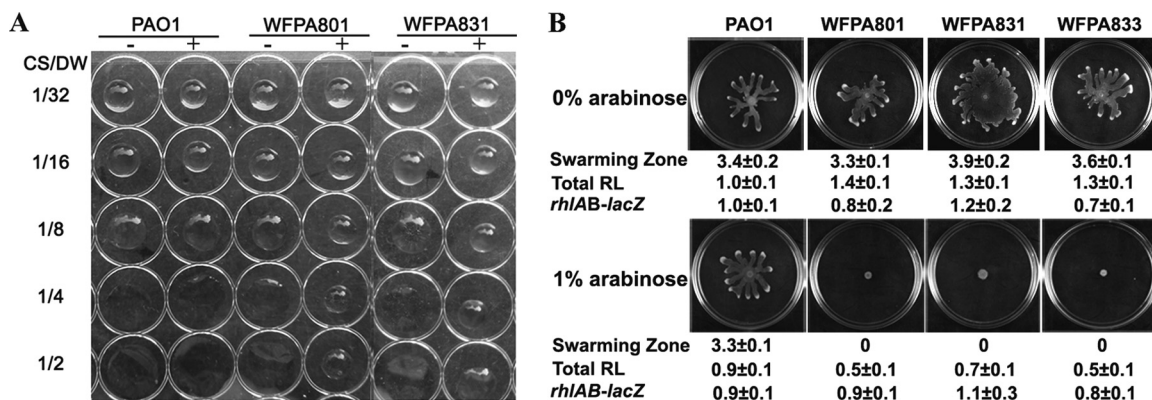 A
PAO1 WFPA801 WFPA831
- + - + - +
CS/DW
1/32
1/16
1/8
1/4
1/2
B
PAO1 WFPA801 WFPA831 WFPA833
0% arabinose
Swarming Zone 3.4±0.2 3.3±0.1 3.9±0.2 3.6±0.1
Total RL 1.0±0.1 1.4±0.1 1.3±0.1 1.3±0.1
rhlAB-lacZ 1.0±0.1 0.8±0.2 1.2±0.2 0.7±0.1
1% arabinose
Swarming Zone 3.3±0.1 0 0 0
Total RL 0.9±0.1 0.5±0.1 0.7±0.1 0.5±0.1
rhlAB-lacZ 0.9±0.1 0.9±0.1 1.1±0.3 0.8±0.1